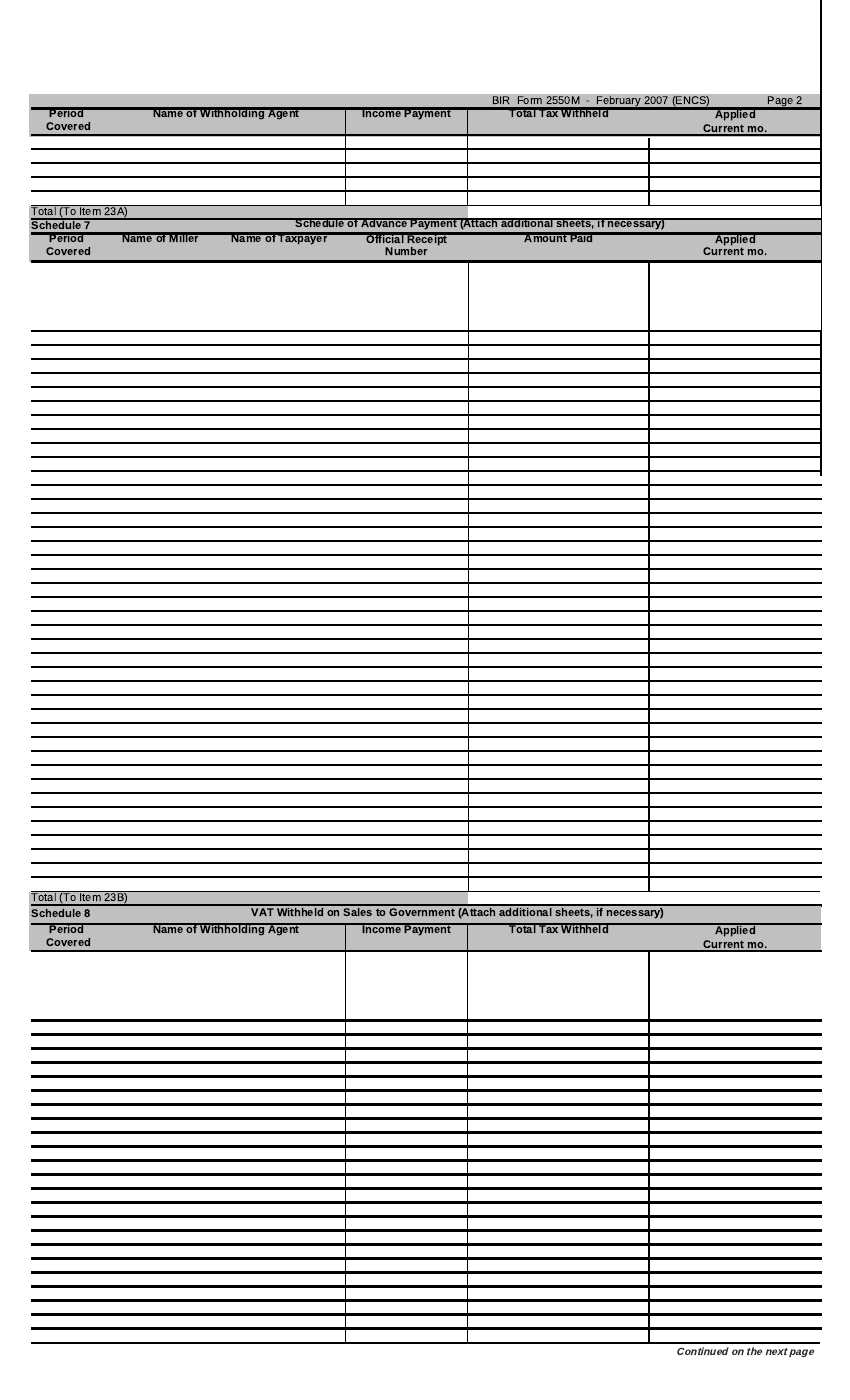 BIR Form 2550M - February 2007 (ENCS) Page 2
Period Covered Name of Withholding Agent Income Payment Total Tax Withheld Applied Current mo.
Total (To Item 23A)
Schedule 7 Schedule of Advance Payment (Attach additional sheets, if necessary)
Period Covered Name of Miller Name of Taxpayer Official Receipt Number Amount Paid Applied Current mo.
Total (To Item 23B)
Schedule 8 VAT Withheld on Sales to Government (Attach additional sheets, if necessary)
Period Covered Name of Withholding Agent Income Payment Total Tax Withheld Applied Current mo.
Continued on the next page